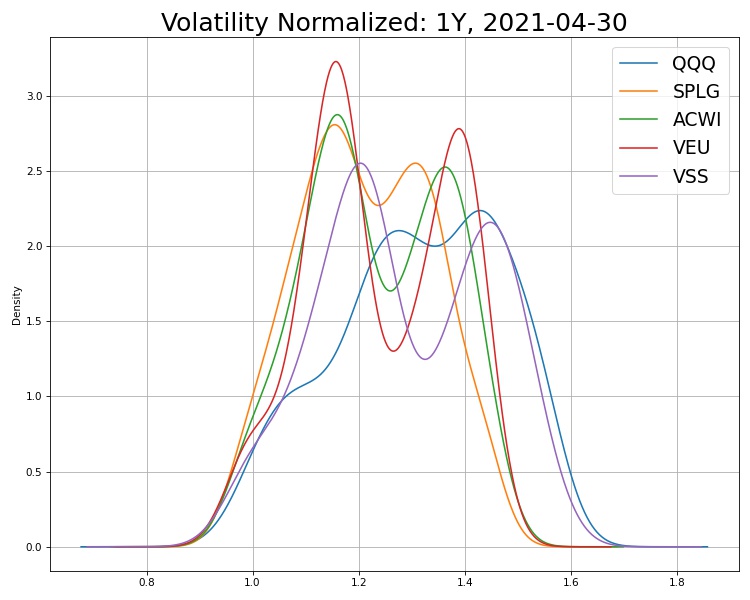 Volatility Normalized: 1Y, 2021-04-30
QQQ
SPLG
ACWI
VEU
VSS
Density
3.0
2.5
2.0
1.5
1.0
0.5
0.0
0.8 1.0 1.2 1.4 1.6 1.8